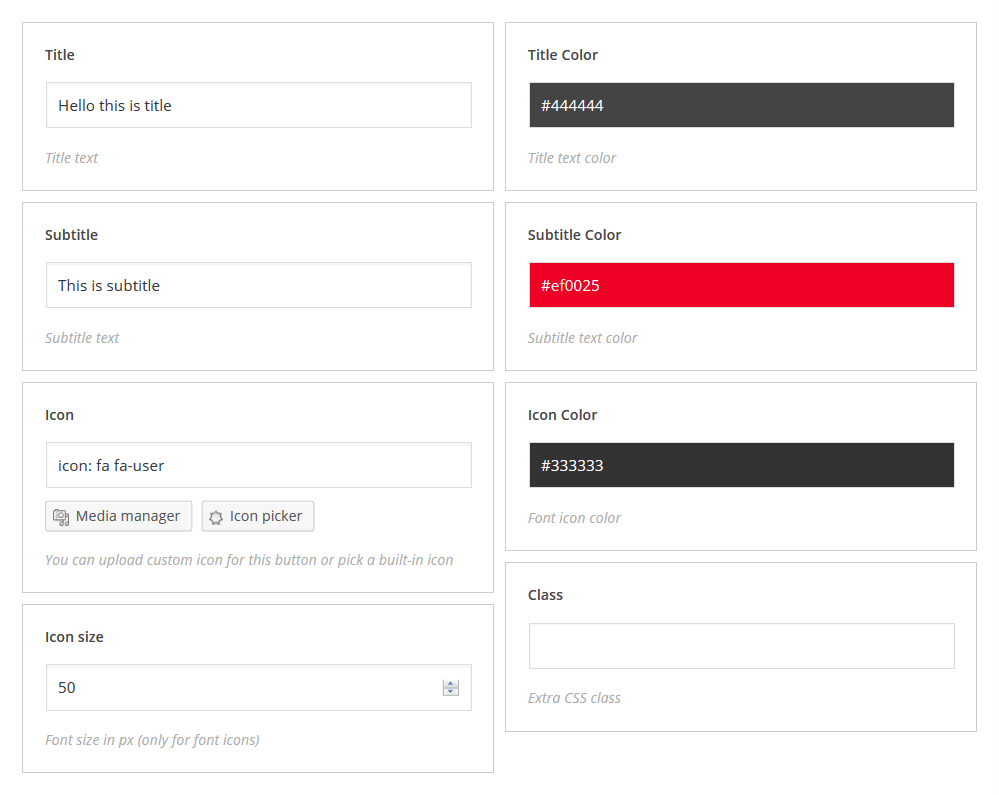 Title
Hello this is title
Title text
Title Color
#444444
Title text color
Subtitle
This is subtitle
Subtitle text
Subtitle Color
#ef0025
Subtitle text color
Icon
icon: fa fa-user
Media manager
Icon picker
You can upload custom icon for this button or pick a built-in icon
Icon Color
#333333
Font icon color
Icon size
50
Font size in px (only for font icons)
Class
Extra CSS class